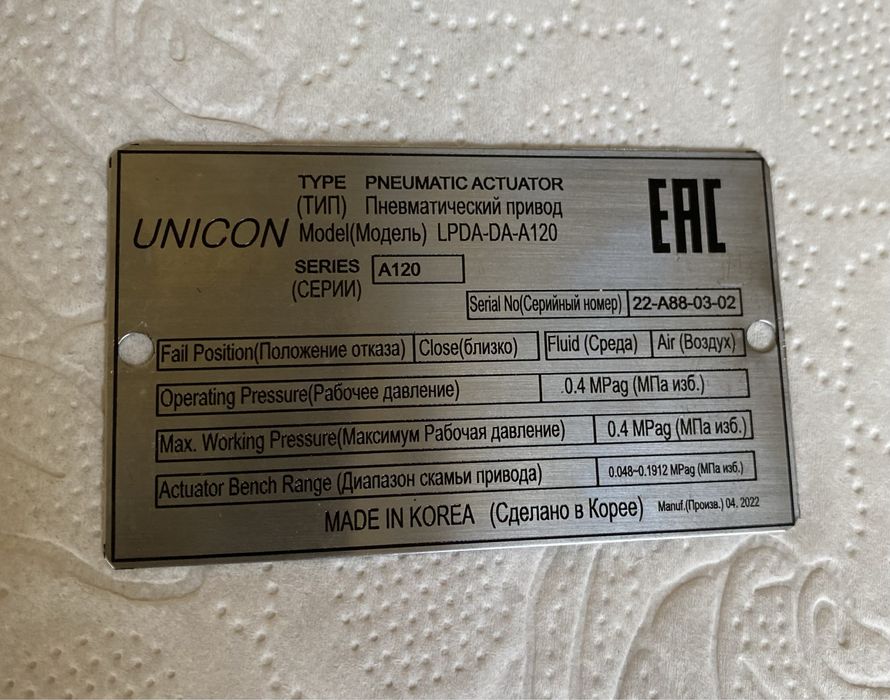 TYPE PNEUMATIC ACTUATOR
(ТИП) Пневматический привод
UNICON Model(Модель) LPDA-DA-A120
EAC
SERIES A120
(СЕРИИ)
Serial No(Серийный номер) 22-A88-03-02
Fail Position(Положение отказа) Close(близко) Fluid (Среда) Air (Воздух)
Operating Pressure(Рабочее давление) 0.4 MPag (МПа изб.)
Max. Working Pressure(Максимум Рабочая давление) 0.4 MPag (МПа изб.)
Actuator Bench Range (Диапазон скамьи привода) 0.048~0.1912 MPag (МПа изб.)
MADE IN KOREA (Сделано в Корее) Manuf.(Произв.) 04. 2022